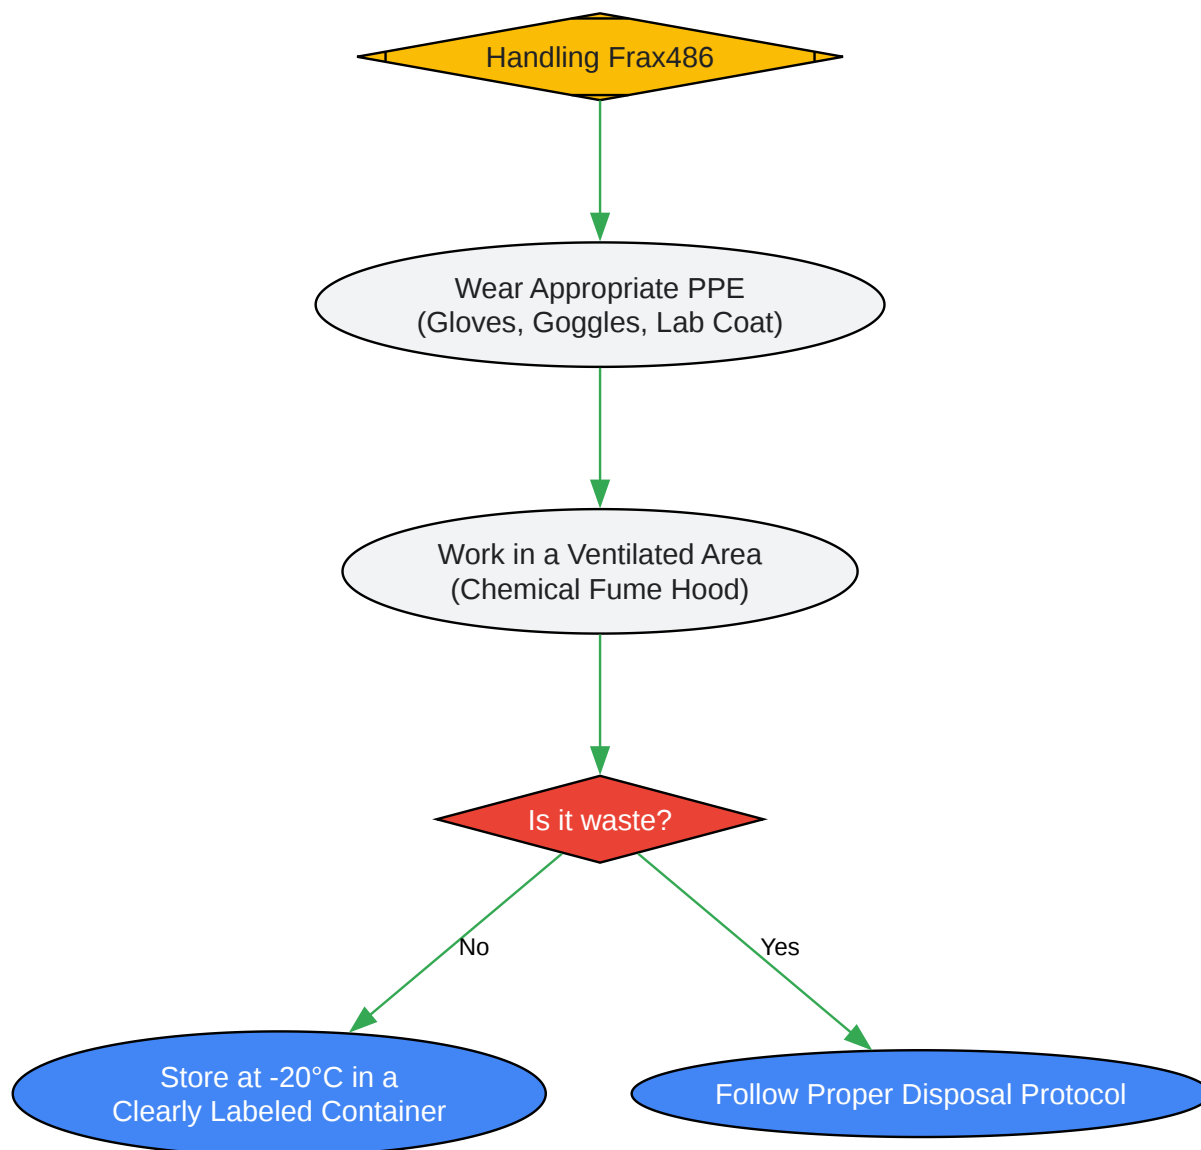 Handling Frax486
Wear Appropriate PPE
(Gloves, Goggles, Lab Coat)
Work in a Ventilated Area
(Chemical Fume Hood)
Is it waste?
No
Yes
Store at -20°C in a
Clearly Labeled Container
Follow Proper Disposal Protocol